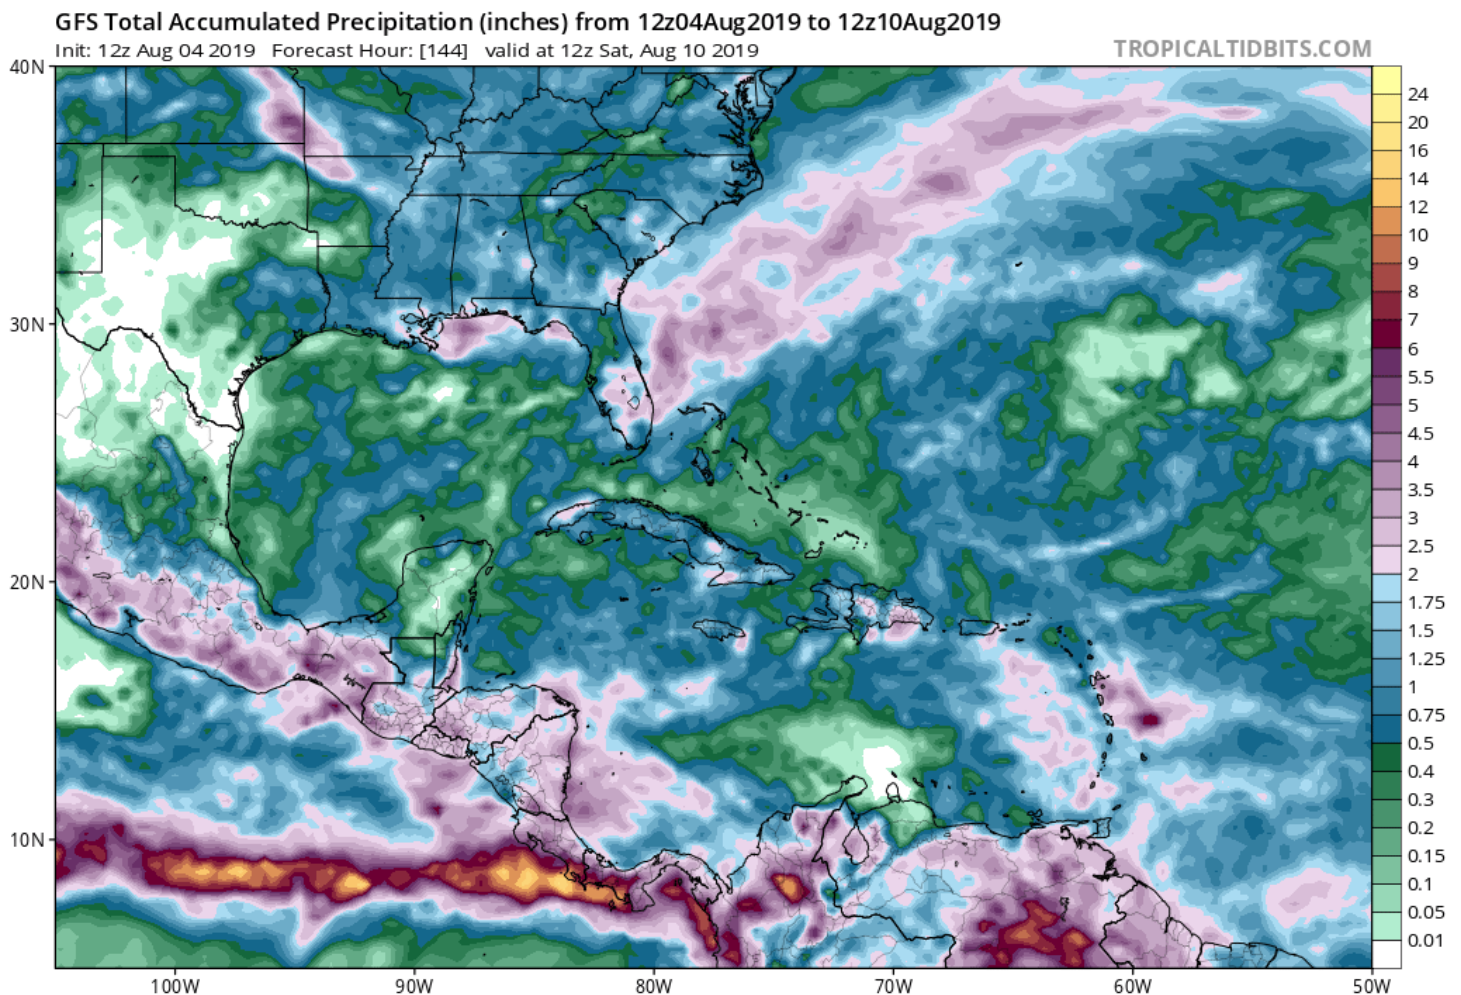 GFS Total Accumulated Precipitation (inches) from 12z04Aug2019 to 12z10Aug2019
Init: 12z Aug 04 2019 Forecast Hour: [144] valid at 12z Sat, Aug 10 2019
TROPICALTIDBITS.COM
40N
30N
20N
10N
100W
90W
80W
70W
60W
50W
24
20
16
14
12
10
9
8
7
6
5.5
5
4.5
4
3.5
3
2.5
2
1.75
1.5
1.25
1
0.75
0.5
0.4
0.3
0.2
0.15
0.1
0.05
0.01